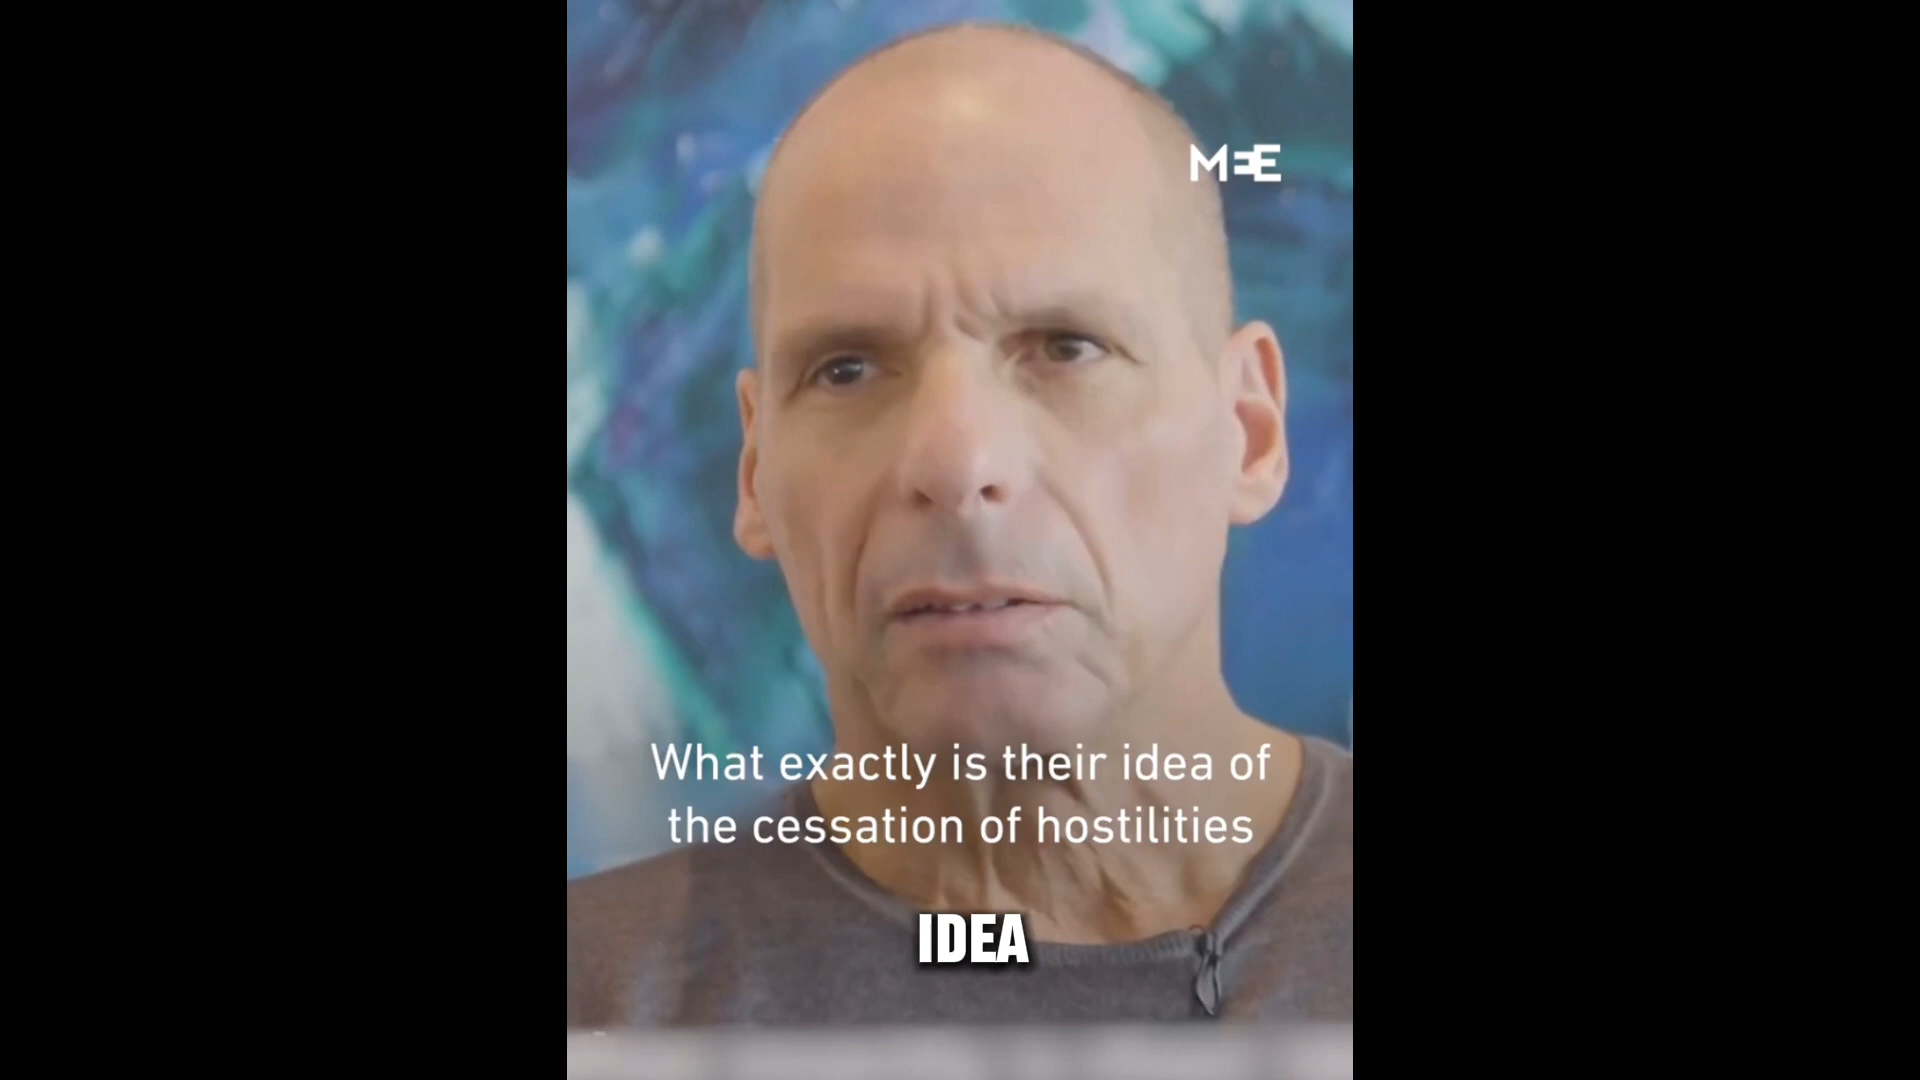 MEE
What exactly is their idea of
the cessation of hostilities
IDEA